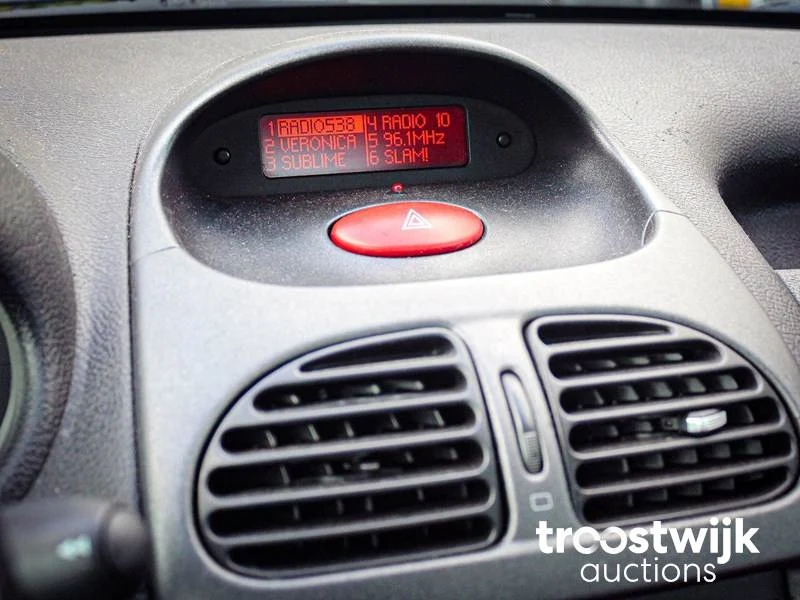 1 RADIO538 4 RADIO 10
2 VERONICA 5 96.1MHz
3 SUBLIME 6 SLAM!
troostwijk
auctions